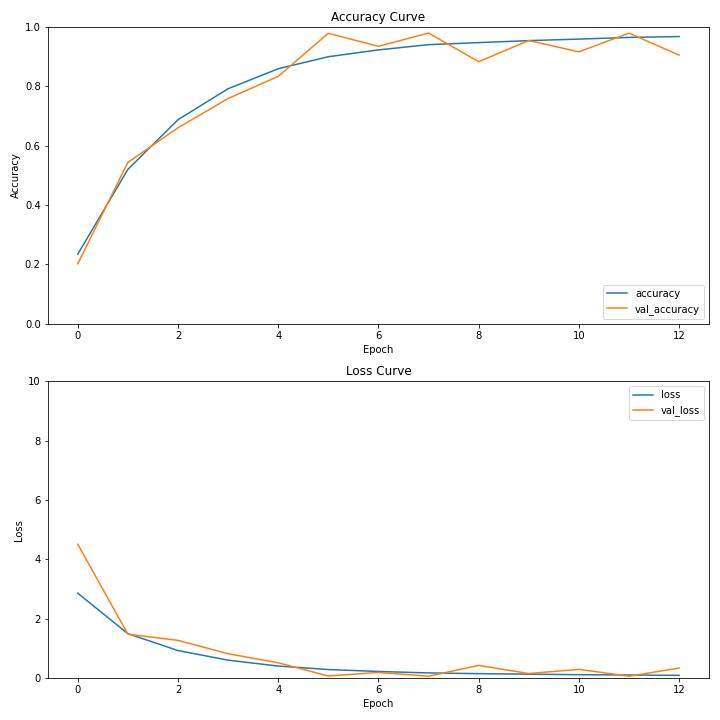 Accuracy Curve
1.0
0.8
0.6
0.4
0.2
0.0
Accuracy
accuracy
val_accuracy
0 2 4 6 8 10 12
Epoch
Loss Curve
10
8
6
4
2
0
Loss
loss
val_loss
0 2 4 6 8 10 12
Epoch